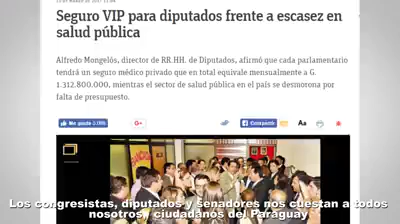 Seguro VIP para diputados frente a escasez en
salud pública
Alfredo Mongelós, director de RR.HH. de Diputados, afirmó que cada parlamentario
tendrá un seguro médico privado que en total equivale mensualmente a G.
1.312.800.000, mientras el sector de salud pública en el país se desmorona por
falta de presupuesto.
Me gusta
G+
Compartir
Aa
Los congresistas, diputados y senadores nos cuestan a todos
nosotros, ciudadanos del Paraguay